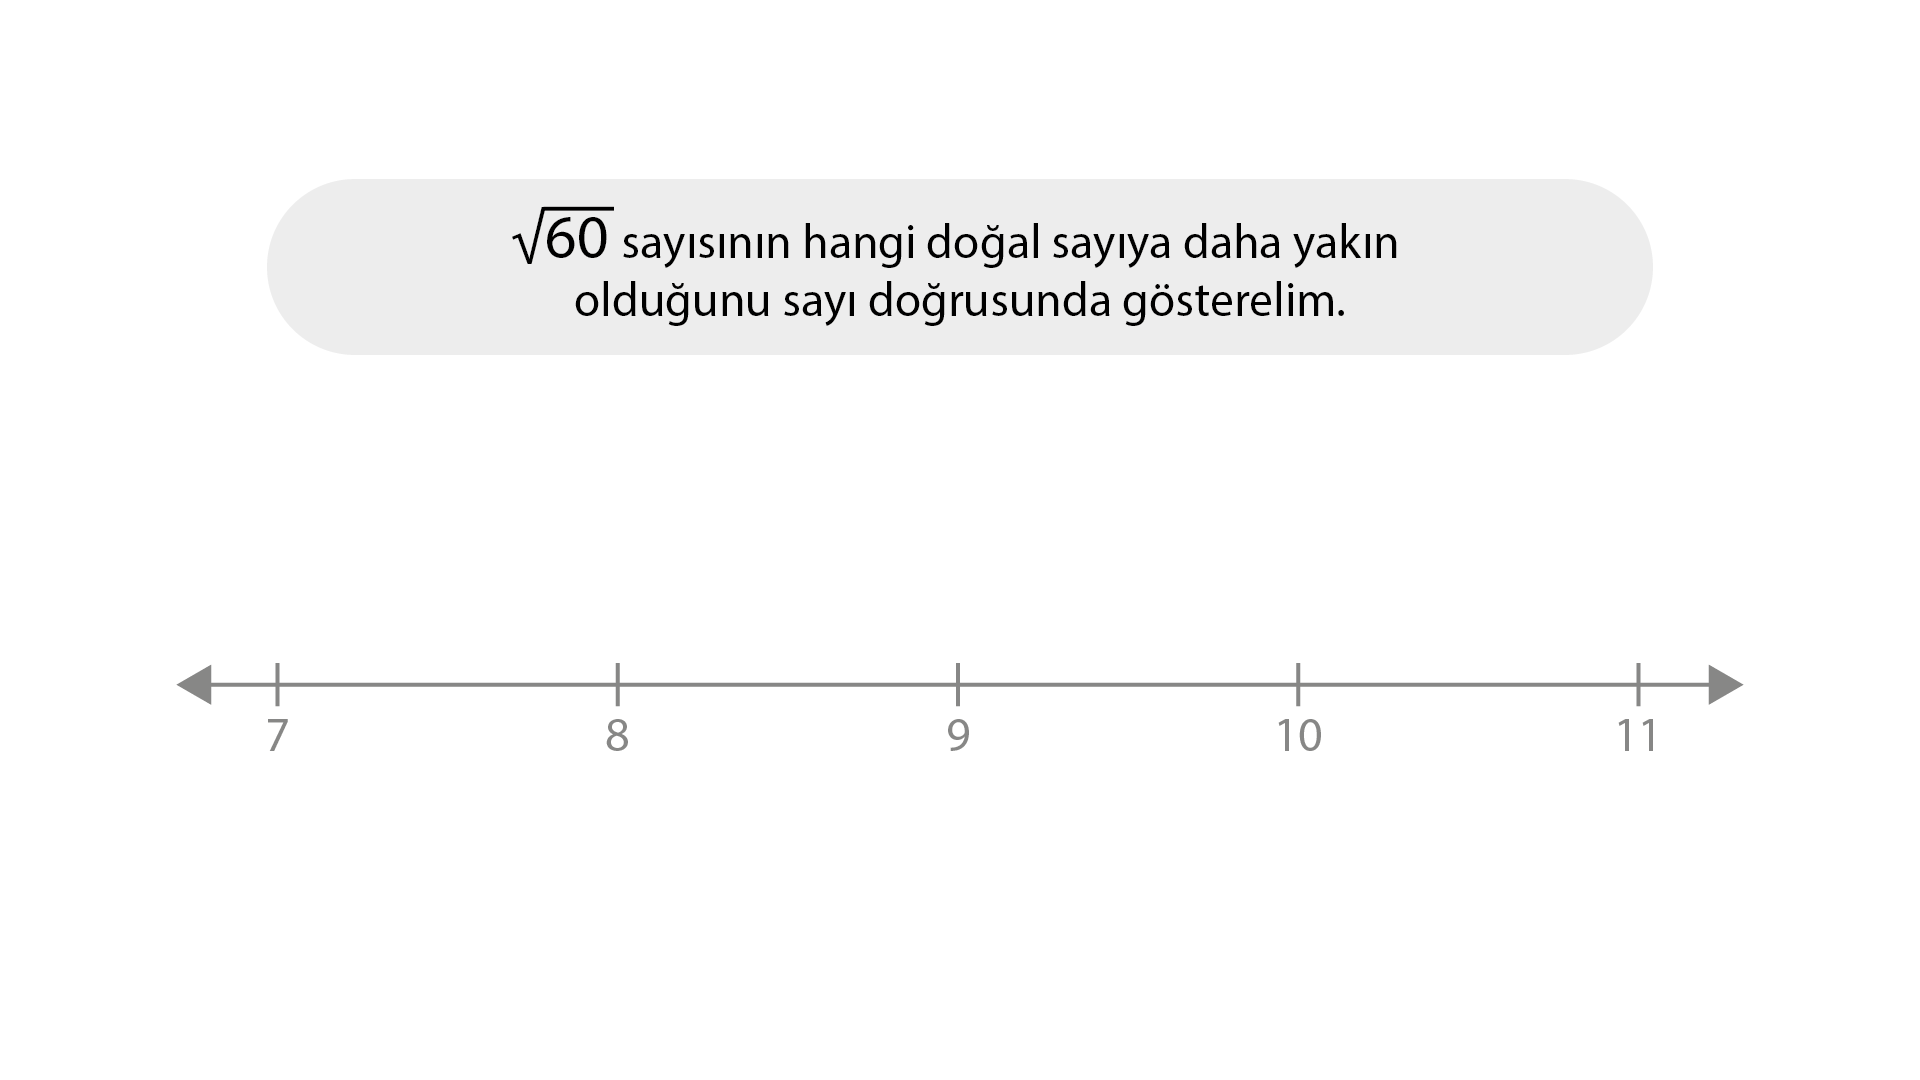 √60 sayısının hangi doğal sayıya daha yakın
olduğunu sayı doğrusunda gösterelim.
7 8 9 10 11